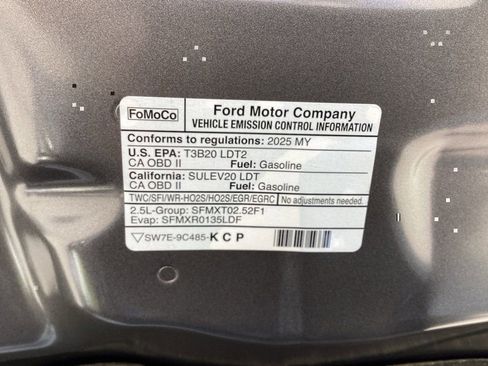 FoMoCo
Ford Motor Company
VEHICLE EMISSION CONTROL INFORMATION
Conforms to regulations: 2025 MY
U.S. EPA: T3B20 LDT2
CA OBD II Fuel: Gasoline
California: SULEV20 LDT
CA OBD II Fuel: Gasoline
TWC/SFI/WR-HO2S/HO2S/EGR/EGRC No adjustments needed.
2.5L-Group: SFMXT02.52F1
Evap: SFMXR0135LDF
SW7E-9C485-KCP